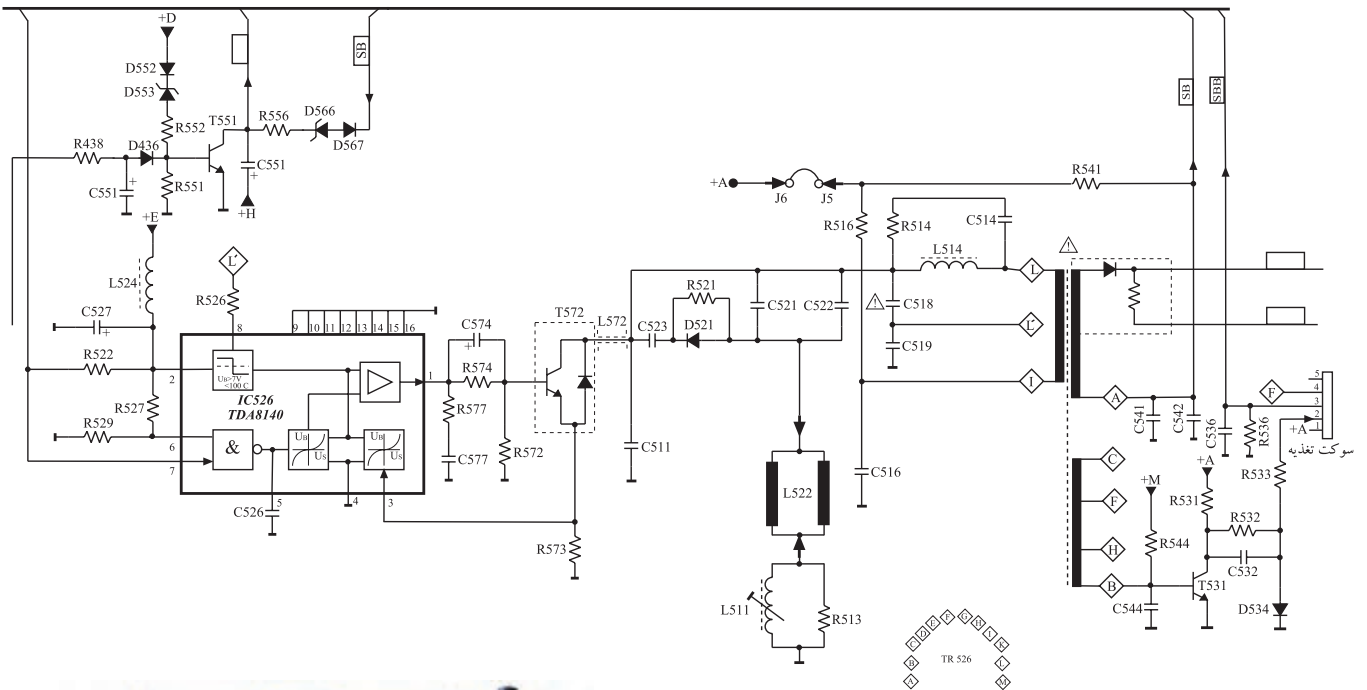 +D
SB
D552
D553
R552
T551
R556
D566
D567
R438
D436
C551
R551
C551
+H
+E
SB
SBB
+A
J6
J5
R541
R516
R514
C514
L514
L
L'
R526
L524
C527
8
9 10 11 12 13 14 15 16
R522
2
UB>7V
<100 C
IC526
TDA8140
1
C574
R574
T572
L572
C523
R521
D521
C521
C522
C518
C519
L'
I
R527
R529
6
7
&
UB
US
UB
US
R577
C577
R572
C511
C516
A
C541
C542
C536
R536
F
5
4
3
2
1
+A
سوکت تغذیه
C526
5
4
3
R573
L522
L511
R513
C
F
H
B
+M
R544
C544
+A
R531
R532
C532
T531
R533
D534
A B C D E F G H I K L M
TR 526